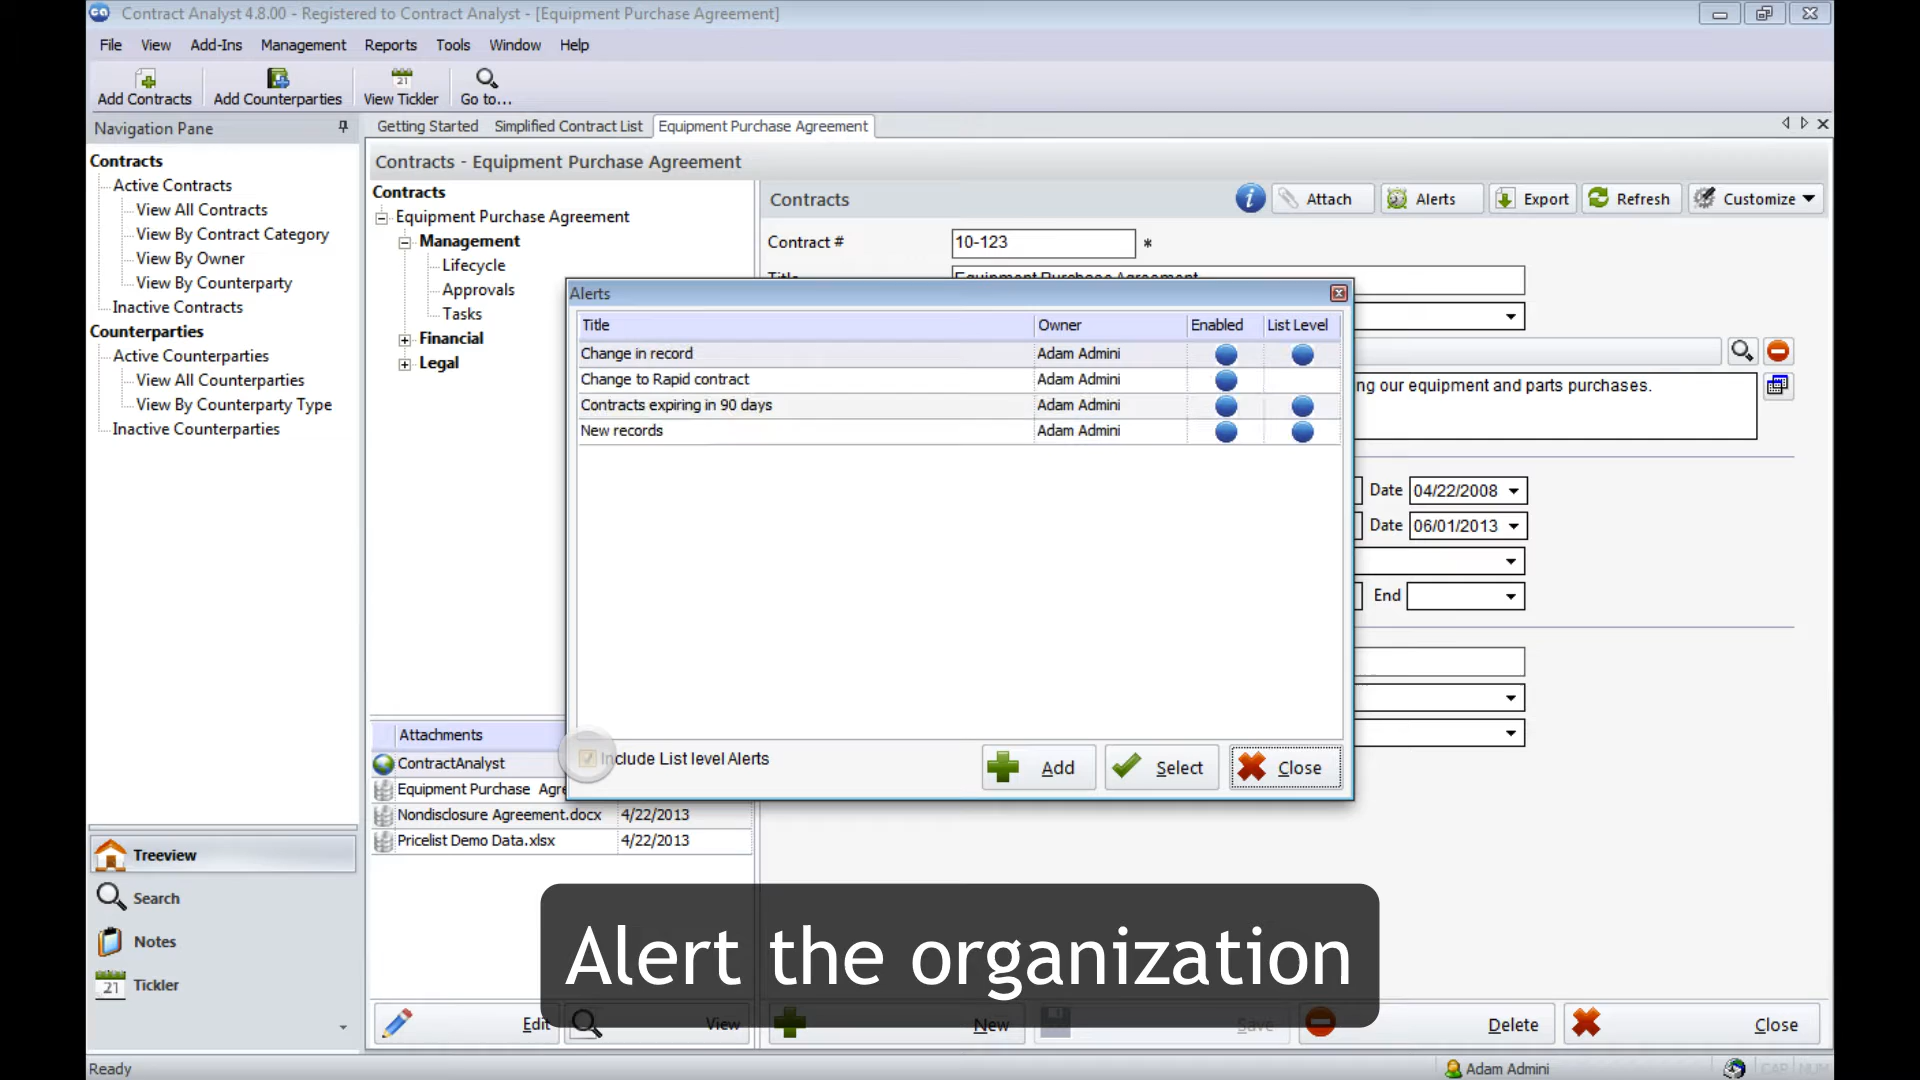 Contract Analyst 4.8.00 - Registered to Contract Analyst - [Equipment Purchase Agreement]
File View Add-Ins Management Reports Tools Window Help
Add Contracts Add Counterparties View Tickler Go to...
Navigation Pane
Getting Started Simplified Contract List Equipment Purchase Agreement
Contracts
Active Contracts
View All Contracts
View By Contract Category
View By Owner
View By Counterparty
Inactive Contracts
Counterparties
Active Counterparties
View All Counterparties
View By Counterparty Type
Inactive Counterparties
Treeview
Search
Notes
21 Tickler
Contracts - Equipment Purchase Agreement
Contracts
Equipment Purchase Agreement
Management
Lifecycle
Approvals
Tasks
Financial
Legal
Attachments
ContractAnalyst
Equipment Purchase Agre
Nondisclosure Agreement.docx 4/22/2013
Pricelist Demo Data.xlsx 4/22/2013
Contracts Attach Alerts Export Refresh Customize
Contract # 10-123 *
Title Equipment Purchase Agreement
ng our equipment and parts purchases.
Date 04/22/2008
Date 06/01/2013
End
Alerts
Title Owner Enabled List Level
Change in record Adam Admini
Change to Rapid contract Adam Admini
Contracts expiring in 90 days Adam Admini
New records Adam Admini
Include List level Alerts Add Select Close
Alert the organization
Edit View New Save Delete Close
Ready Adam Admini CAP NUM